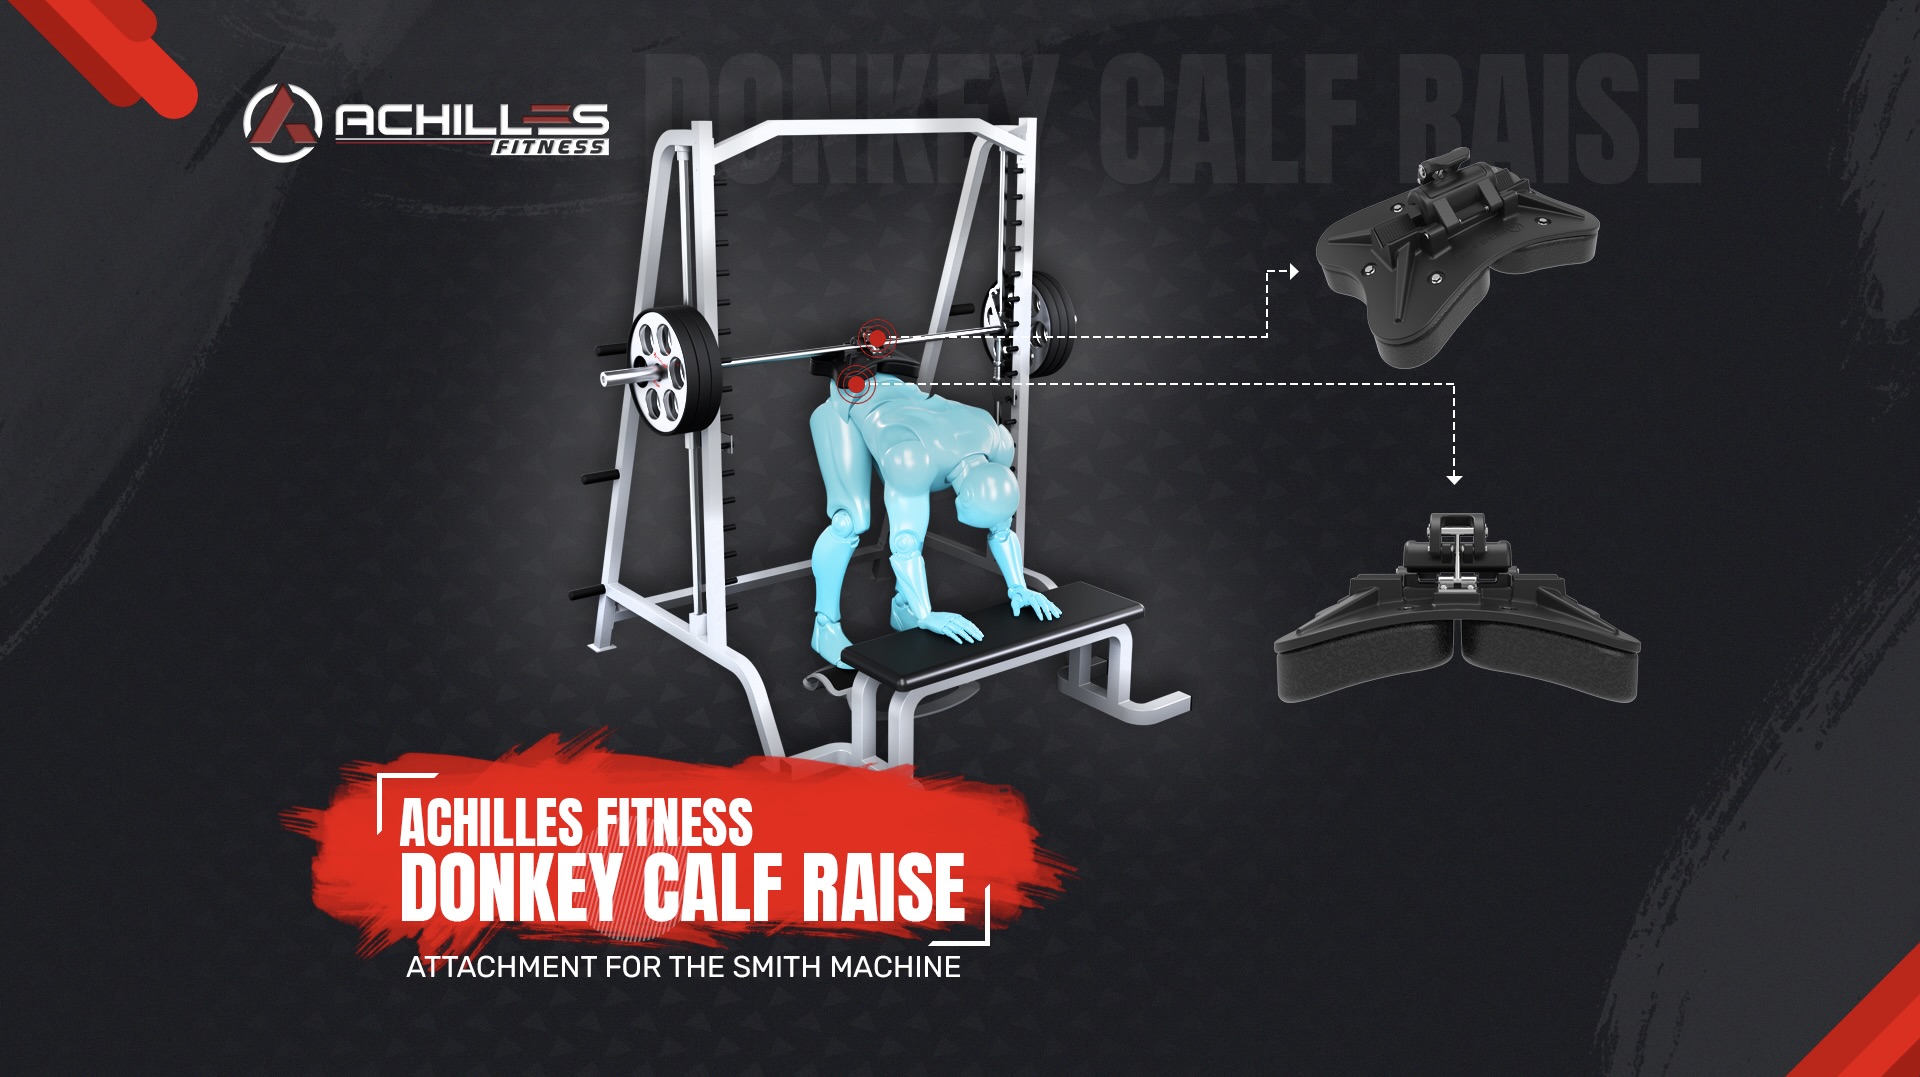 DONKEY CALF RAISE
ACHILLES
FITNESS
ACHILLES FITNESS
DONKEY CALF RAISE
ATTACHMENT FOR THE SMITH MACHINE